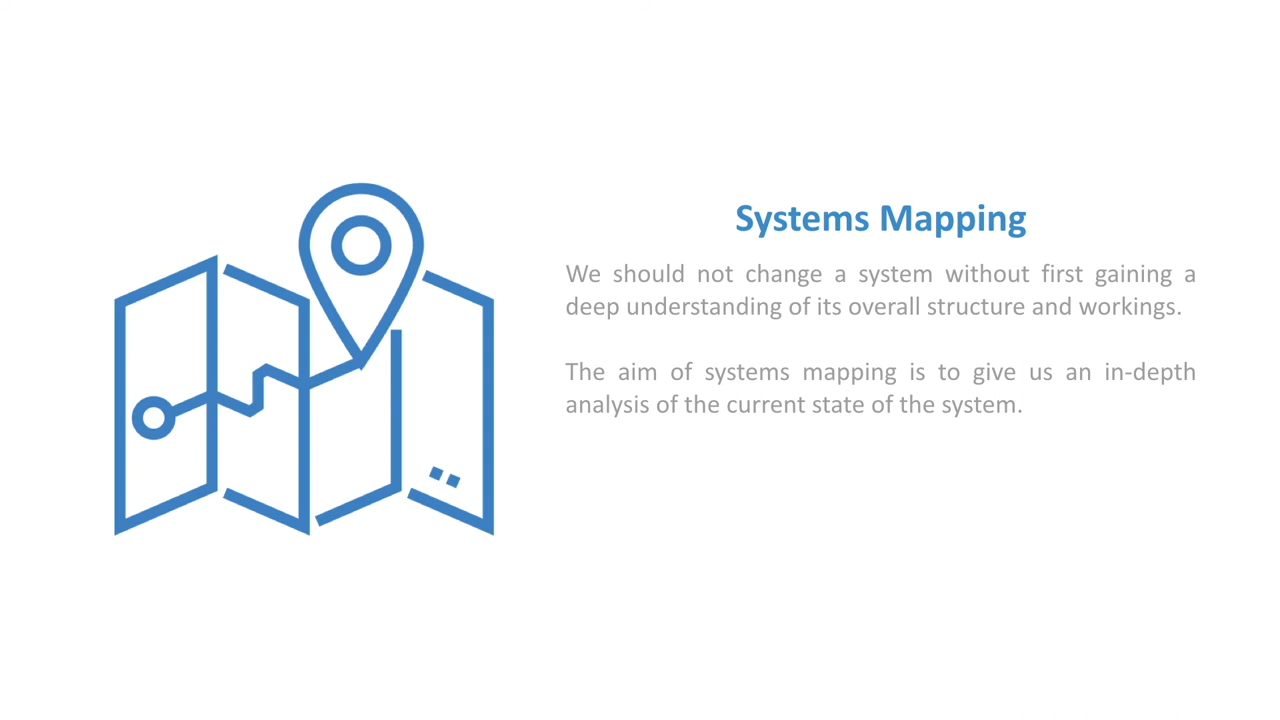 Systems Mapping
We should not change a system without first gaining a
deep understanding of its overall structure and workings.
The aim of systems mapping is to give us an in-depth
analysis of the current state of the system.